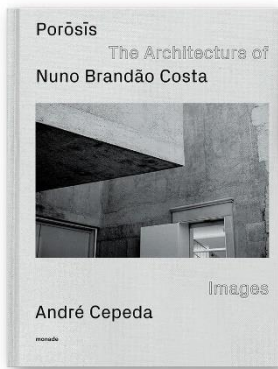 Porōsīs
The Architecture of
Nuno Brandão Costa
Images
André Cepeda
monade